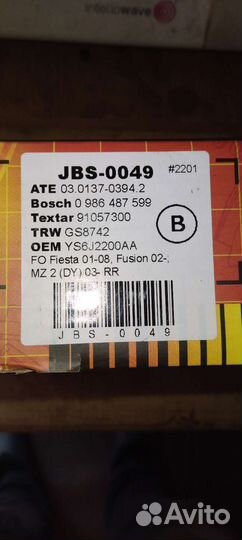 intellowave
JBS-0049 #2201
ATE 03.0137-0394.2
Bosch 0 986 487 599
Textar 91057300
TRW GS8742
OEM YS6J2200AA
B
FO Fiesta 01-08, Fusion 02-;
MZ 2 (DY) 03- RR
JBS-0049
Avito